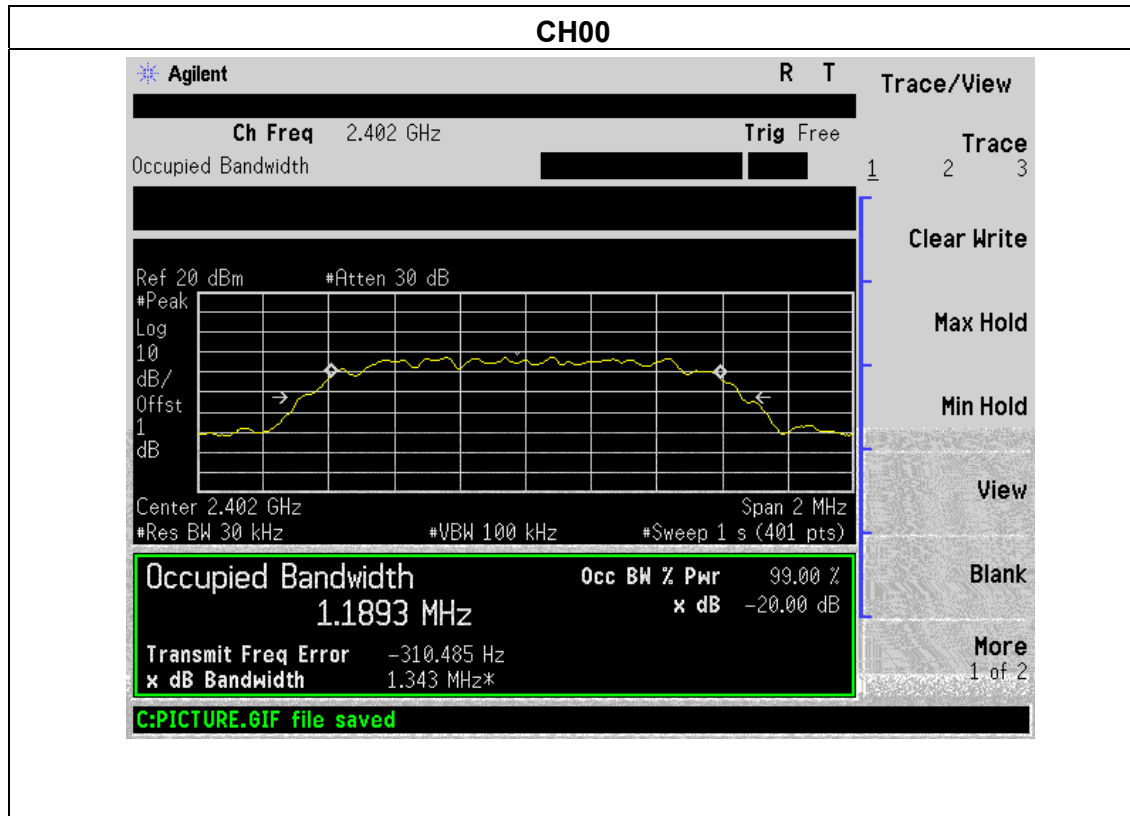 CH00
Agilent R T
Trace/View
Ch Freq 2.402 GHz Trig Free
Trace
Occupied Bandwidth
1 2 3
Clear Write
Ref 20 dBm #Atten 30 dB
#Peak
Log
10
dB/
Offst
1
dB
Max Hold
Min Hold
View
Center 2.402 GHz Span 2 MHz
#Res BW 30 kHz #VBW 100 kHz #Sweep 1 s (401 pts)
Occupied Bandwidth Occ BW % Pwr 99.00 %
1.1893 MHz x dB -20.00 dB
Blank
Transmit Freq Error -310.485 Hz
x dB Bandwidth 1.343 MHz*
More
1 of 2
C:PICTURE.GIF file saved